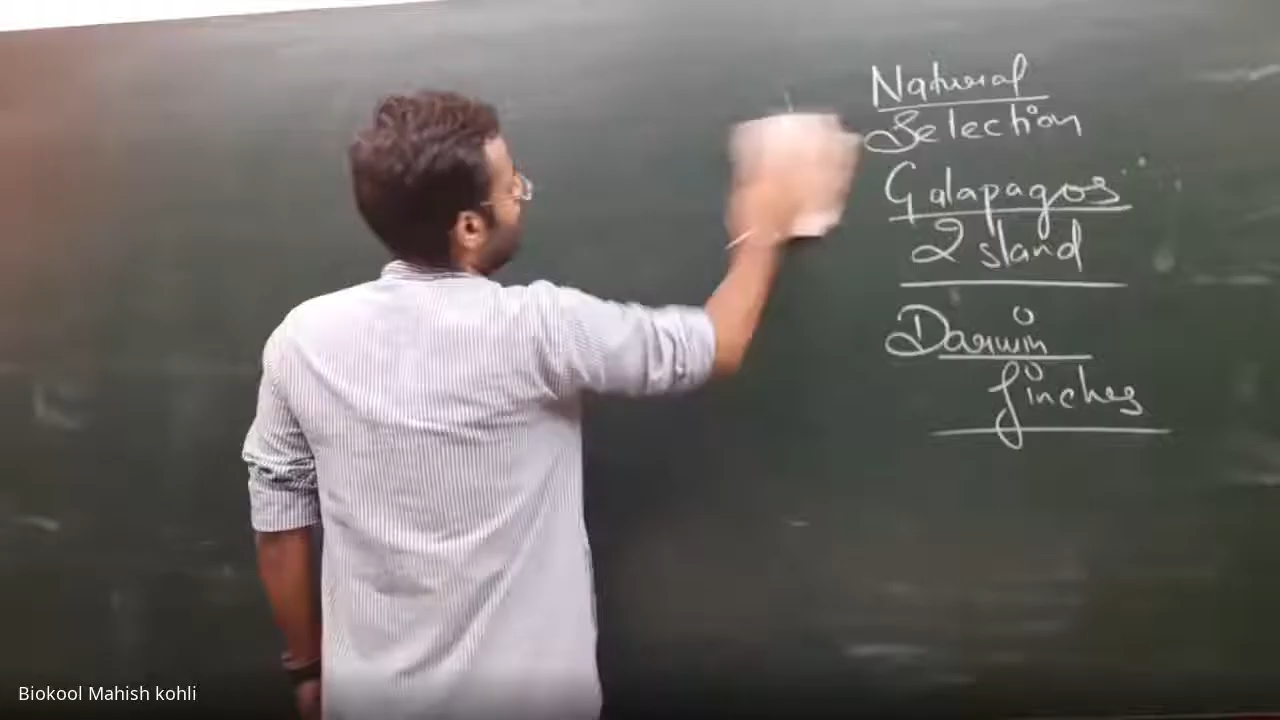 Natural
Selection
Galapagos
Island
Darwin
finches
Biokool Mahish kohli